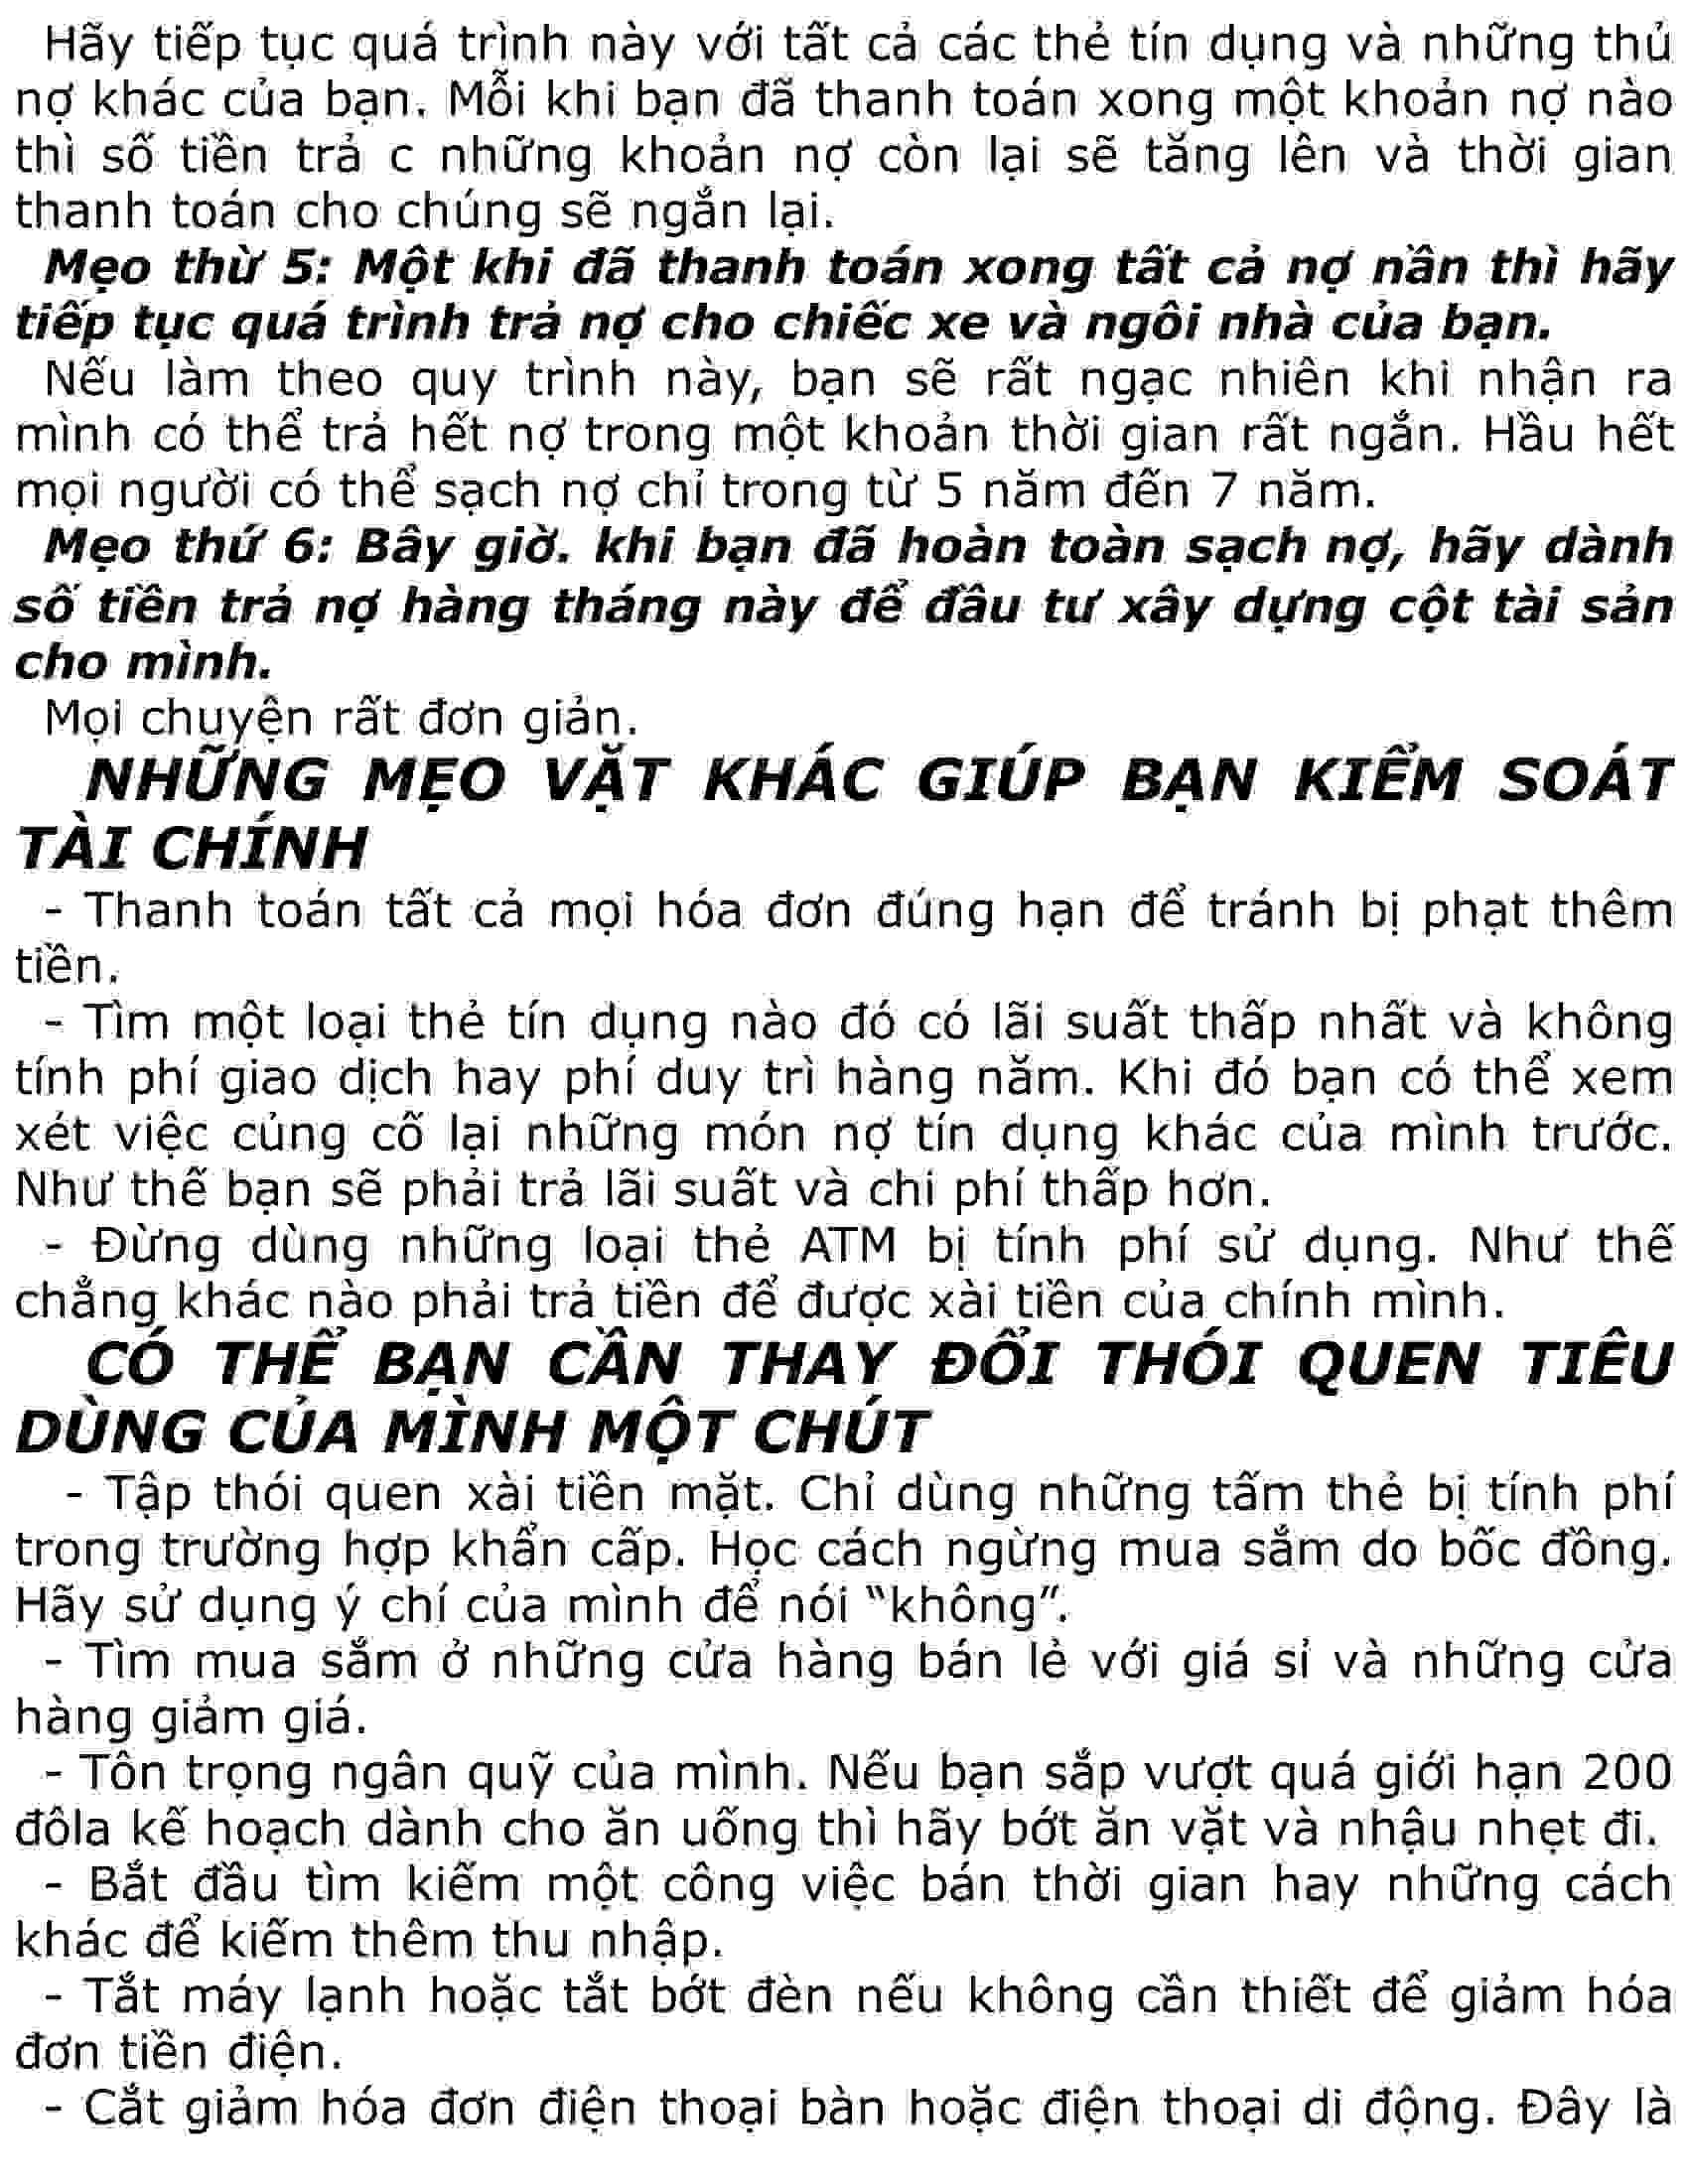 Hãy tiếp tục quá trình này với tất cả các thẻ tín dụng và những thủ
nợ khác của bạn. Mỗi khi bạn đã thanh toán xong một khoản nợ nào
thì số tiền trả c những khoản nợ còn lại sẽ tăng lên và thời gian
thanh toán cho chúng sẽ ngắn lại.
Mẹo thừ 5: Một khi đã thanh toán xong tất cả nợ nần thì hãy
tiếp tục quá trình trả nợ cho chiếc xe và ngôi nhà của bạn.
Nếu làm theo quy trình này, bạn sẽ rất ngạc nhiên khi nhận ra
mình có thể trả hết nợ trong một khoản thời gian rất ngắn. Hầu hết
mọi người có thể sạch nợ chỉ trong từ 5 năm đến 7 năm.
Mẹo thứ 6: Bây giờ. khi bạn đã hoàn toàn sạch nợ, hãy dành
số tiền trả nợ hàng tháng này để đầu tư xây dựng cột tài sản
cho mình.
Mọi chuyện rất đơn giản.
NHỮNG MẸO VẶT KHÁC GIÚP BẠN KIỂM SOÁT
TÀI CHÍNH
- Thanh toán tất cả mọi hóa đơn đúng hạn để tránh bị phạt thêm
tiền.
- Tìm một loại thẻ tín dụng nào đó có lãi suất thấp nhất và không
tính phí giao dịch hay phí duy trì hàng năm. Khi đó bạn có thể xem
xét việc củng cố lại những món nợ tín dụng khác của mình trước.
Như thế bạn sẽ phải trả lãi suất và chi phí thấp hơn.
- Đừng dùng những loại thẻ ATM bị tính phí sử dụng. Như thế
chẳng khác nào phải trả tiền để được xài tiền của chính mình.
CÓ THỂ BẠN CẦN THAY ĐỔI THÓI QUEN TIÊU
DÙNG CỦA MÌNH MỘT CHÚT
- Tập thói quen xài tiền mặt. Chỉ dùng những tấm thẻ bị tính phí
trong trường hợp khẩn cấp. Học cách ngừng mua sắm do bốc đồng.
Hãy sử dụng ý chí của mình để nói “không”.
- Tìm mua sắm ở những cửa hàng bán lẻ với giá sỉ và những cửa
hàng giảm giá.
- Tôn trọng ngân quỹ của mình. Nếu bạn sắp vượt quá giới hạn 200
đôla kế hoạch dành cho ăn uống thì hãy bớt ăn vặt và nhậu nhẹt đi.
- Bắt đầu tìm kiếm một công việc bán thời gian hay những cách
khác để kiếm thêm thu nhập.
- Tắt máy lạnh hoặc tắt bớt đèn nếu không cần thiết để giảm hóa
đơn tiền điện.
- Cắt giảm hóa đơn điện thoại bàn hoặc điện thoại di động. Đây là